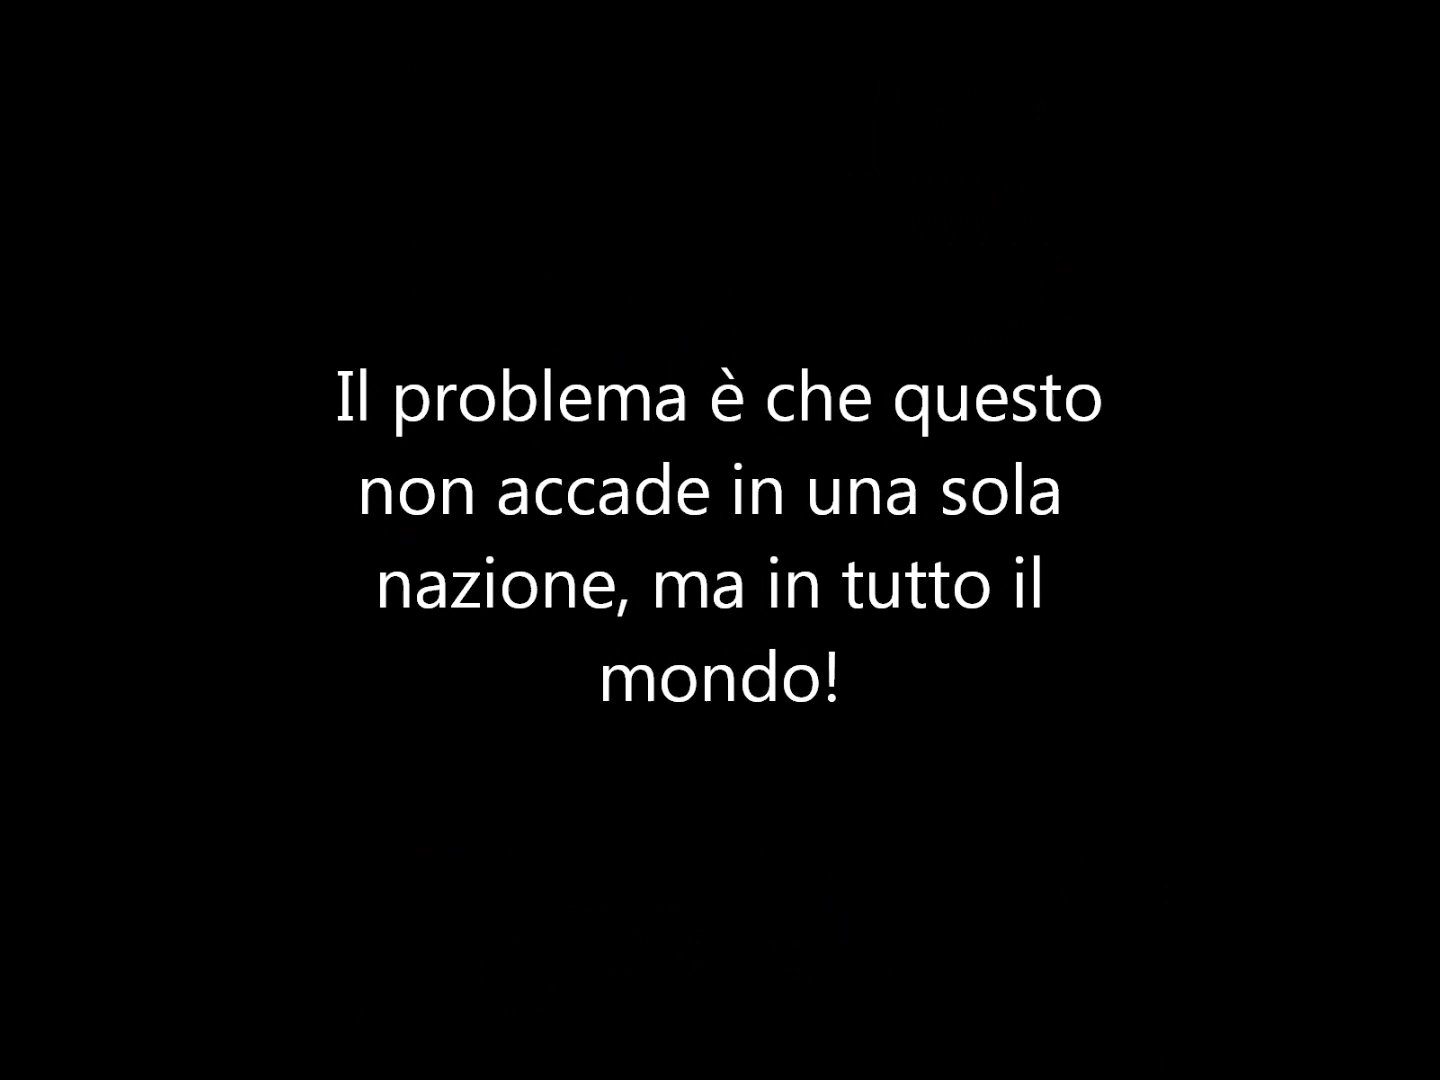 Il problema è che questo
non accade in una sola
nazione, ma in tutto il
mondo!